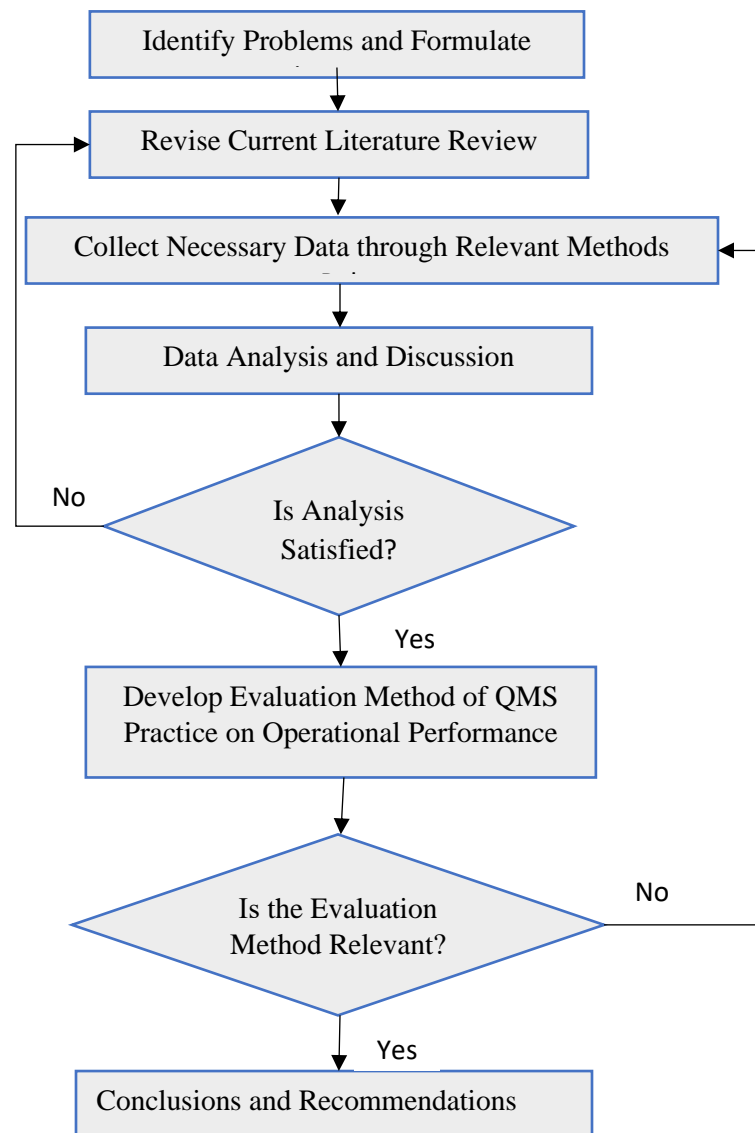 Identify Problems and Formulate
Revise Current Literature Review
Collect Necessary Data through Relevant Methods
Data Analysis and Discussion
No
Is Analysis
Satisfied?
Yes
Develop Evaluation Method of QMS
Practice on Operational Performance
No
Is the Evaluation
Method Relevant?
Yes
Conclusions and Recommendations